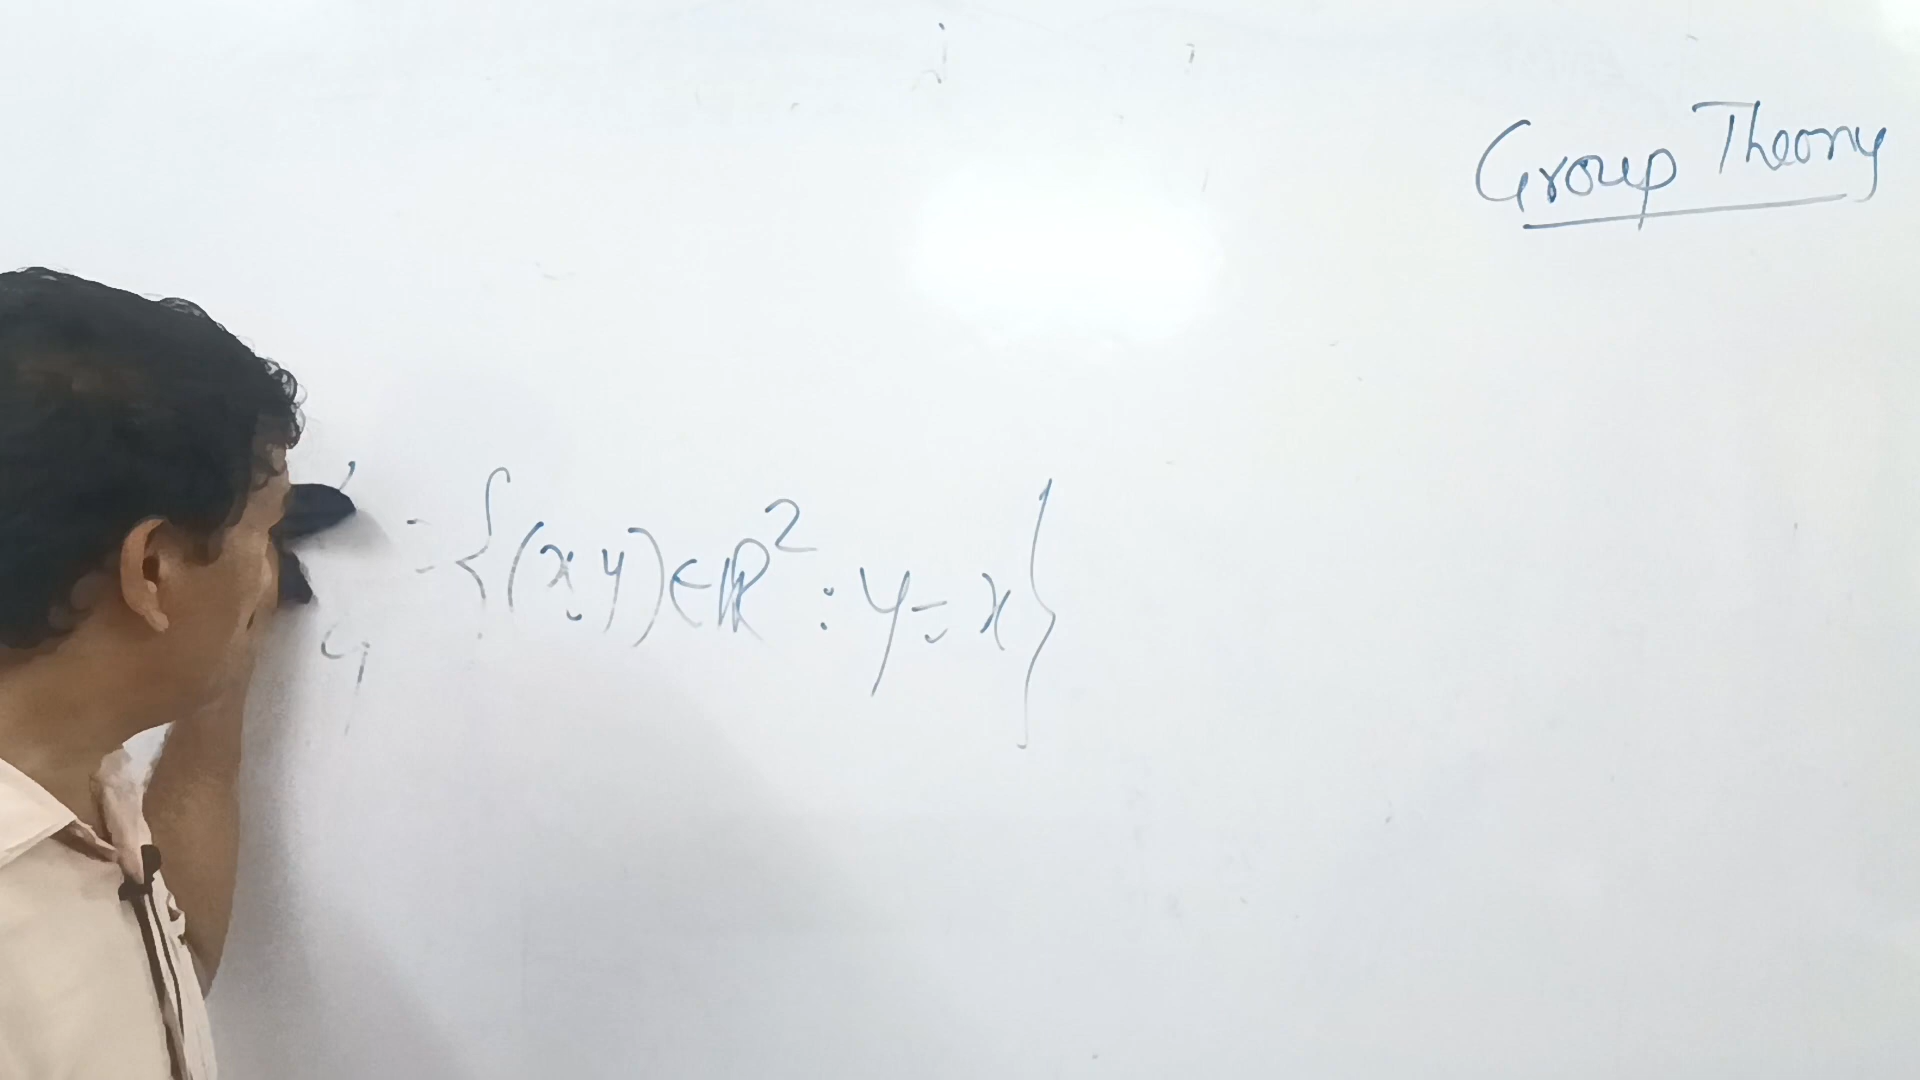 Group Theory
= {(x, y) ∈ ℝ² : y = x}